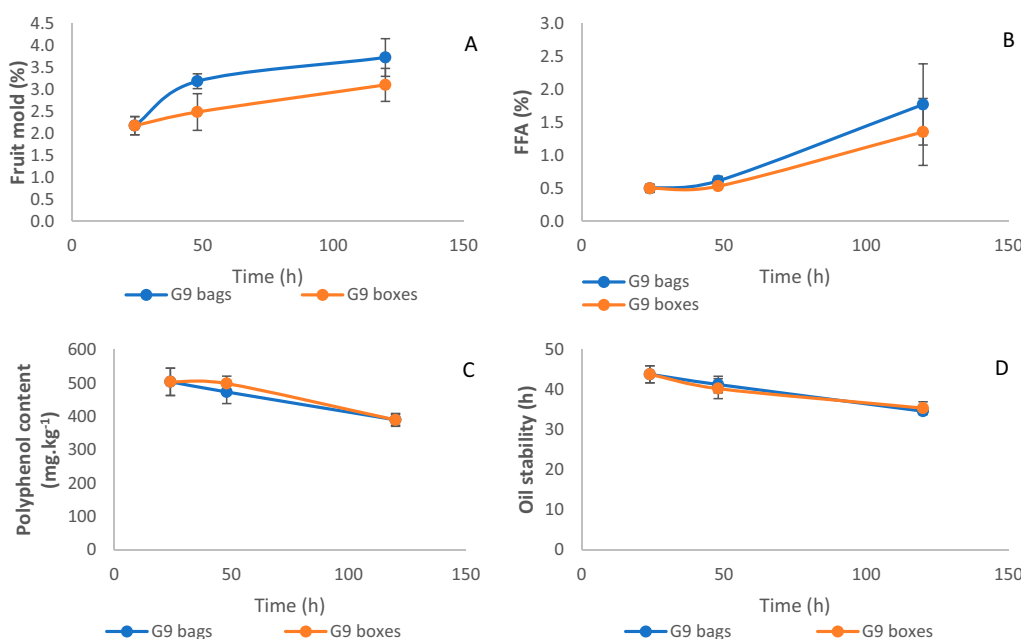 A
Fruit mold (%)
4.5
4.0
3.5
3.0
2.5
2.0
1.5
1.0
0.5
0.0
0 50 100 150
Time (h)
G9 bags G9 boxes
B
FFA (%)
3.0
2.5
2.0
1.5
1.0
0.5
0.0
0 50 100 150
Time (h)
G9 bags
G9 boxes
C
Polyphenol content
(mg.kg⁻¹)
600
500
400
300
200
100
0
0 50 100 150
Time (h)
G9 bags G9 boxes
D
Oil stability (h)
50
40
30
20
10
0
0 50 100 150
Time (h)
G9 bags G9 boxes